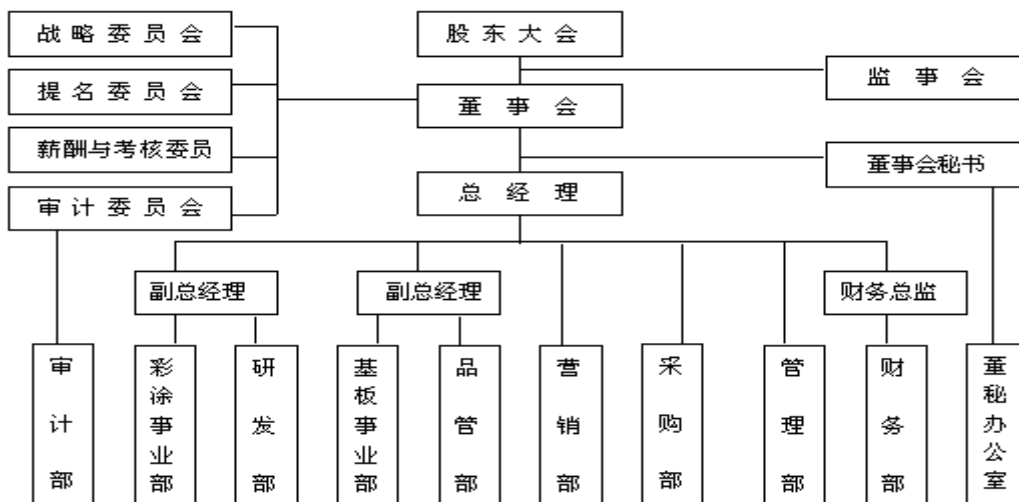 战略委员会
股东大会
监事会
提名委员会
董事会
薪酬与考核委员
董事会秘书
审计委员会
总经理
副总经理
副总经理
财务总监
审计部
彩涂事业部
研发部
基板事业部
品管部
营销部
采购部
管理部
财务部
董秘办公室